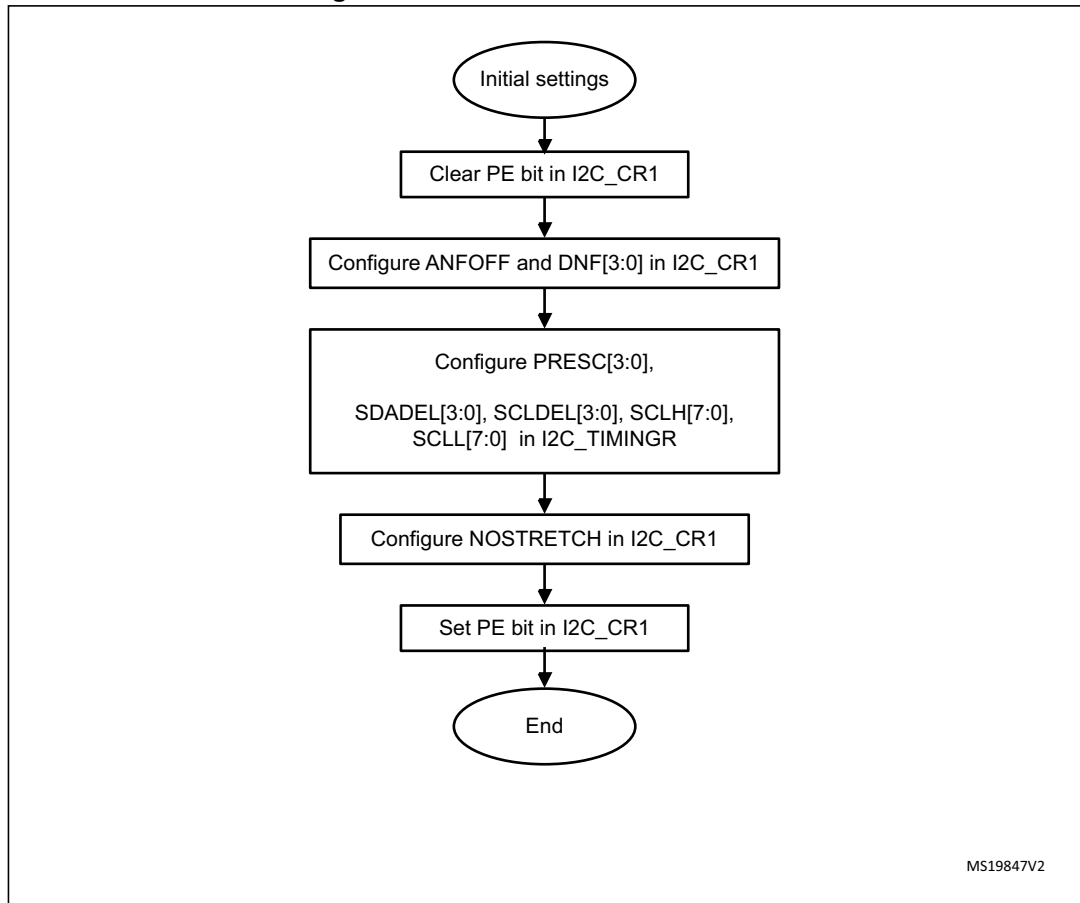 Initial settings
Clear PE bit in I2C_CR1
Configure ANFOFF and DNF[3:0] in I2C_CR1
Configure PRESC[3:0],
SDADEL[3:0], SCLDEL[3:0], SCLH[7:0],
SCLL[7:0] in I2C_TIMINGR
Configure NOSTRETCH in I2C_CR1
Set PE bit in I2C_CR1
End
MS19847V2